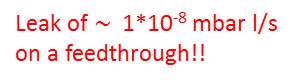 Leak of ~ 1*10⁻⁸ mbar l/s
on a feedthrough!!